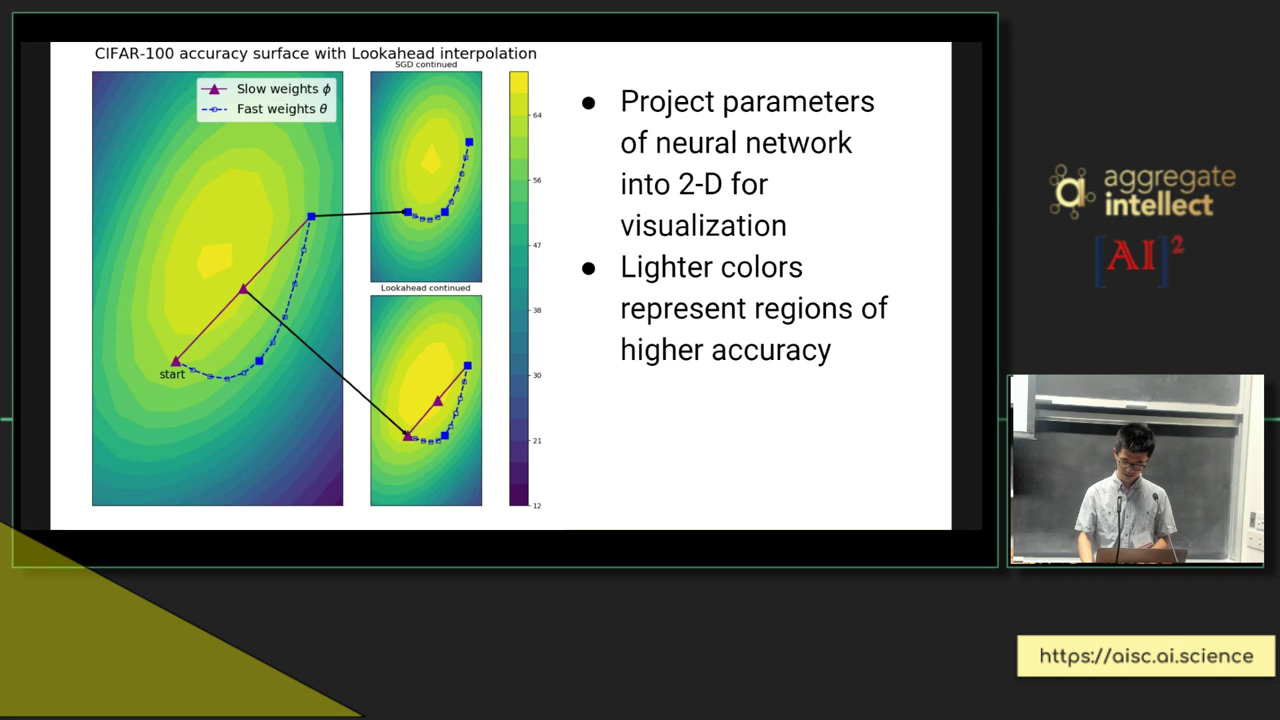 CIFAR-100 accuracy surface with Lookahead interpolation
SGD continued
Slow weights ϕ
Fast weights θ
start
Lookahead continued
64
56
47
38
30
21
12
● Project parameters
of neural network
into 2-D for
visualization
● Lighter colors
represent regions of
higher accuracy
aggregate
intellect
[AI]²
https://aisc.ai.science